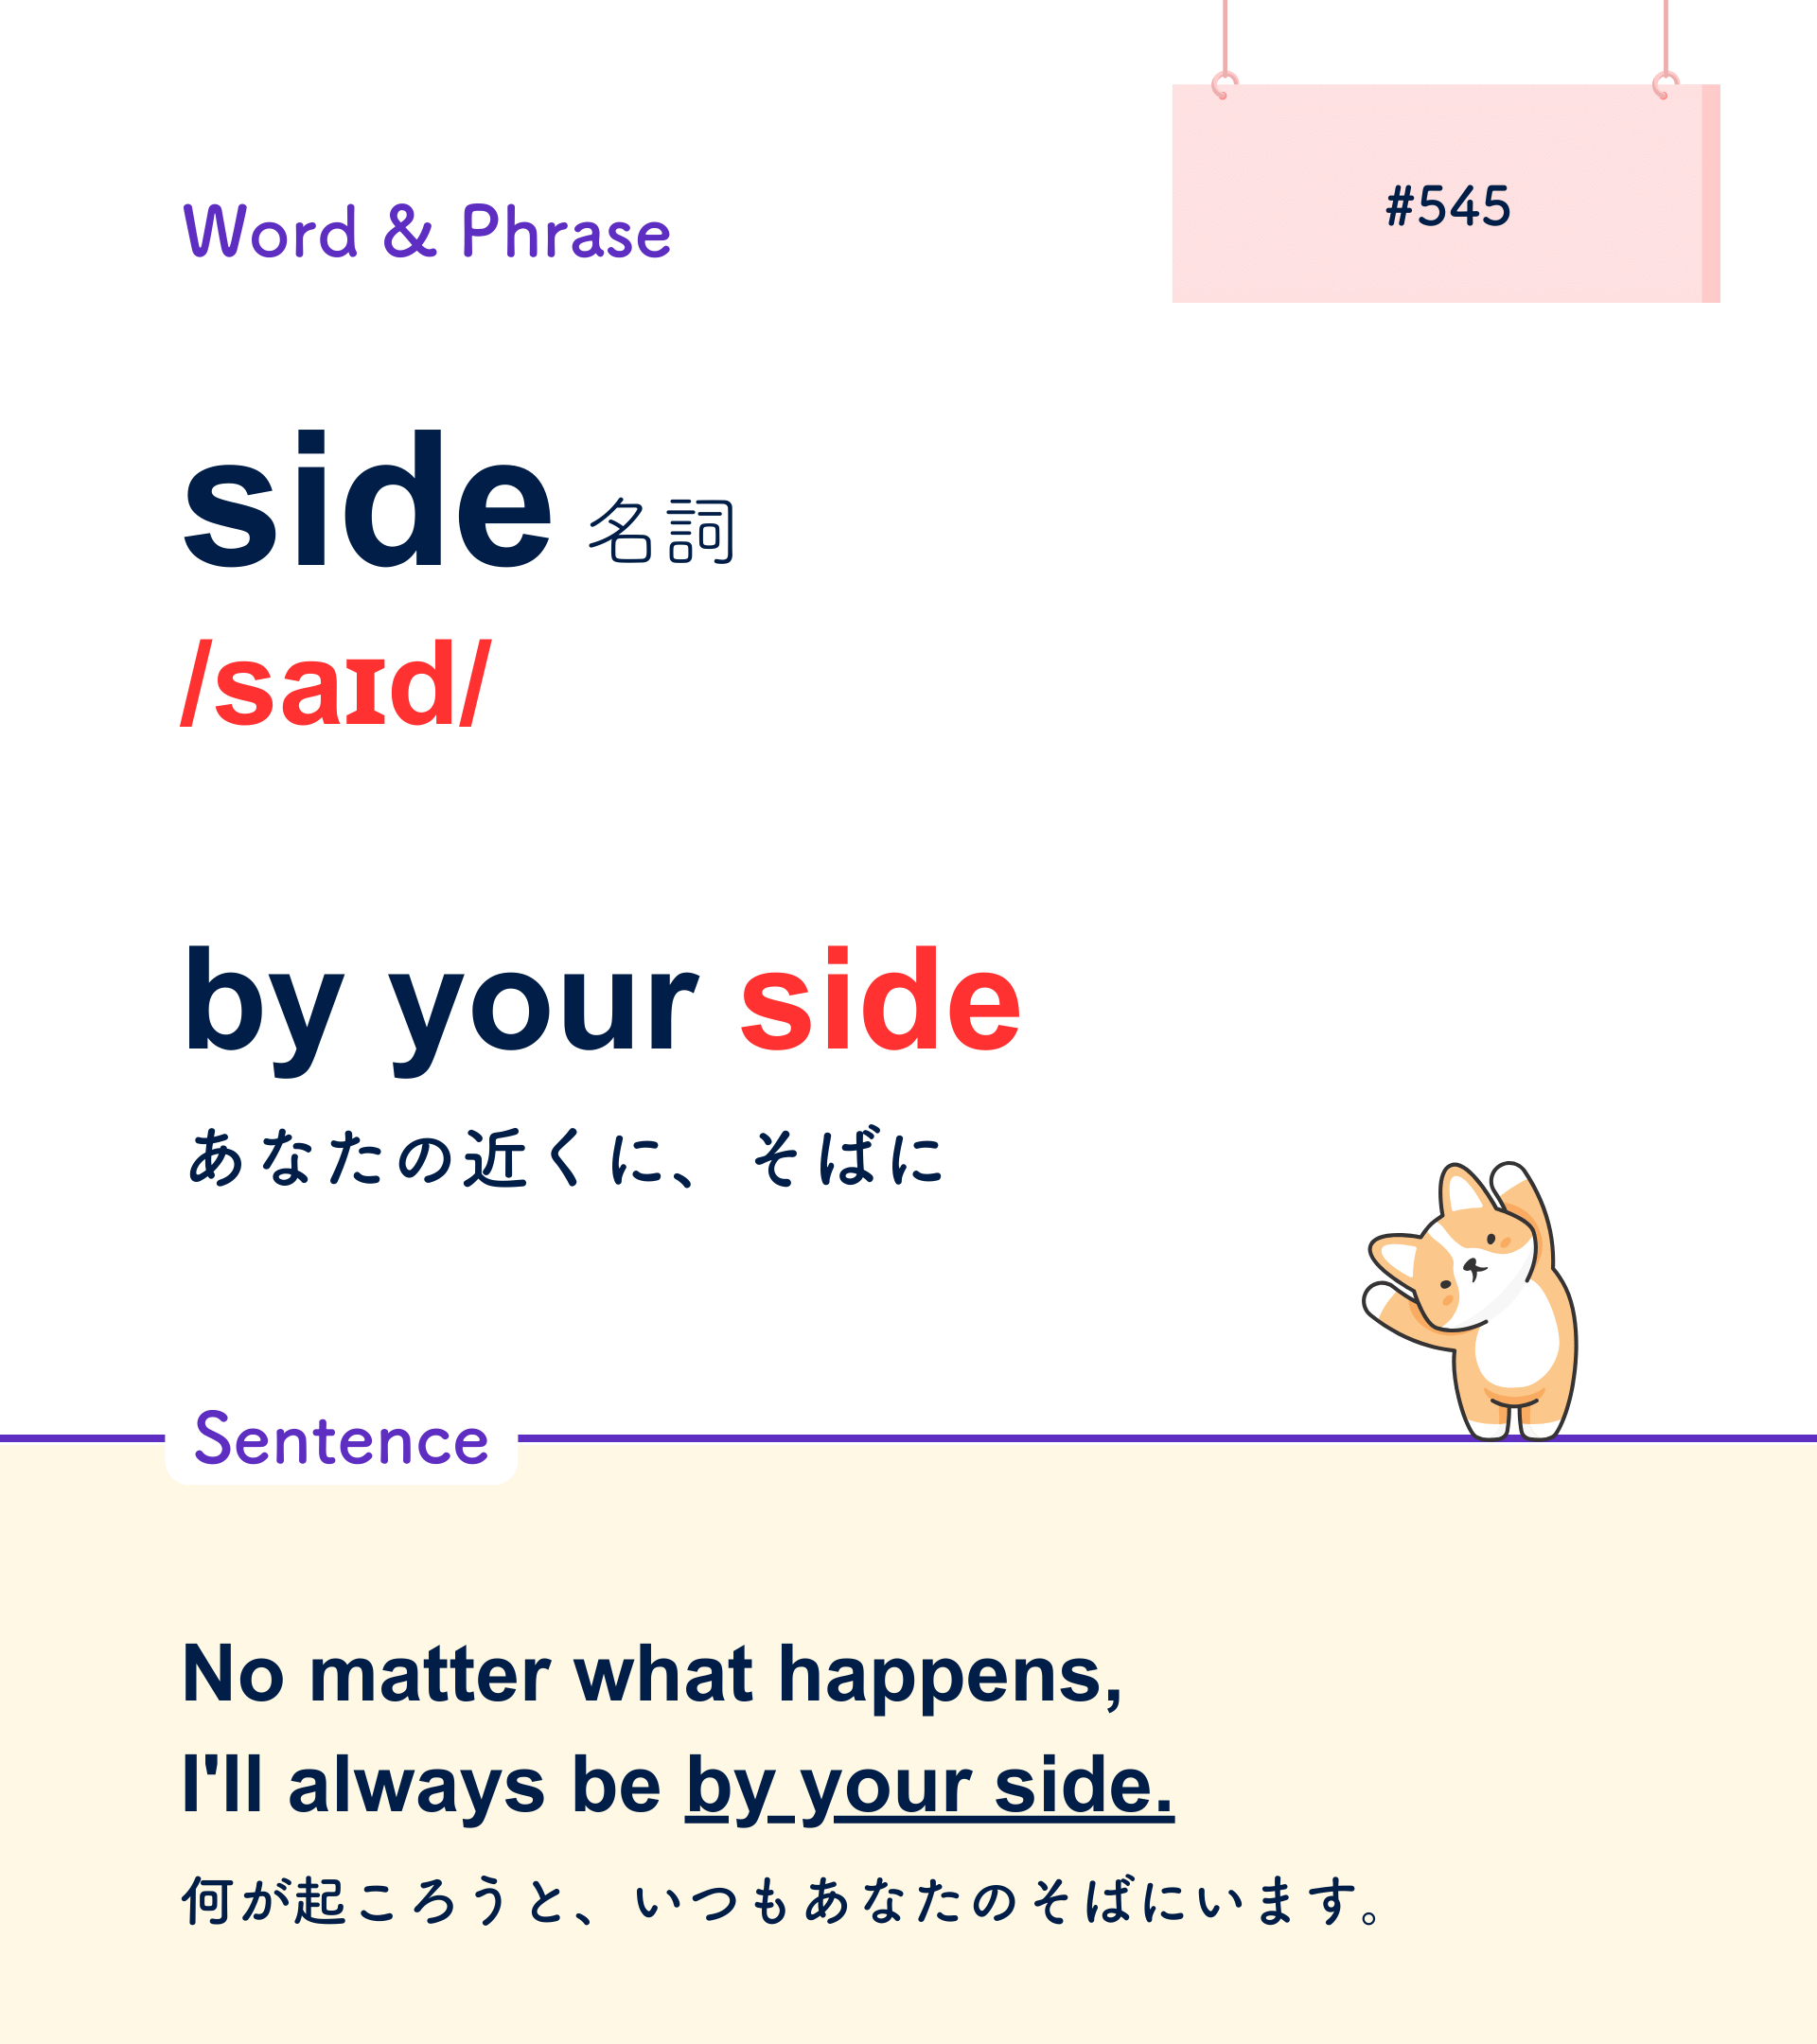 Word & Phrase
#545
side 名詞
/saɪd/
by your side
あなたの近くに、そばに
Sentence
No matter what happens,
I'll always be by your side.
何が起ころうと、いつもあなたのそばにいます。